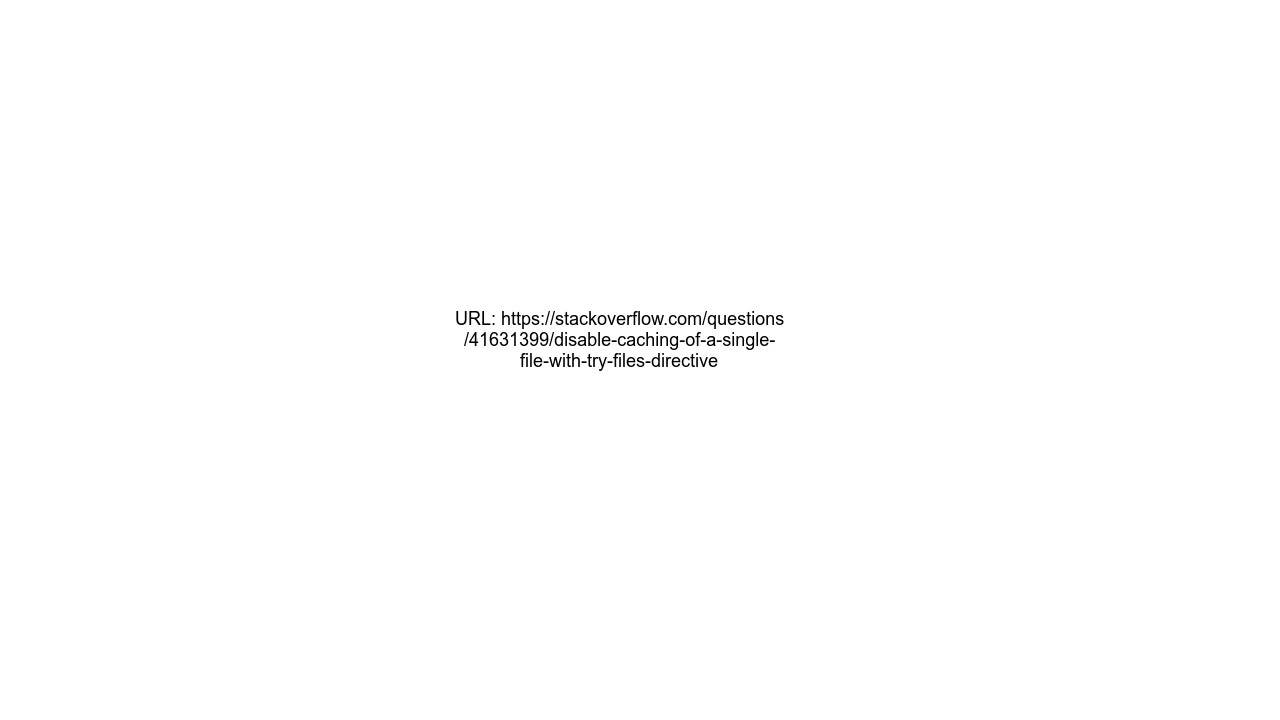 URL: https://stackoverflow.com/questions
/41631399/disable-caching-of-a-single-
file-with-try-files-directive